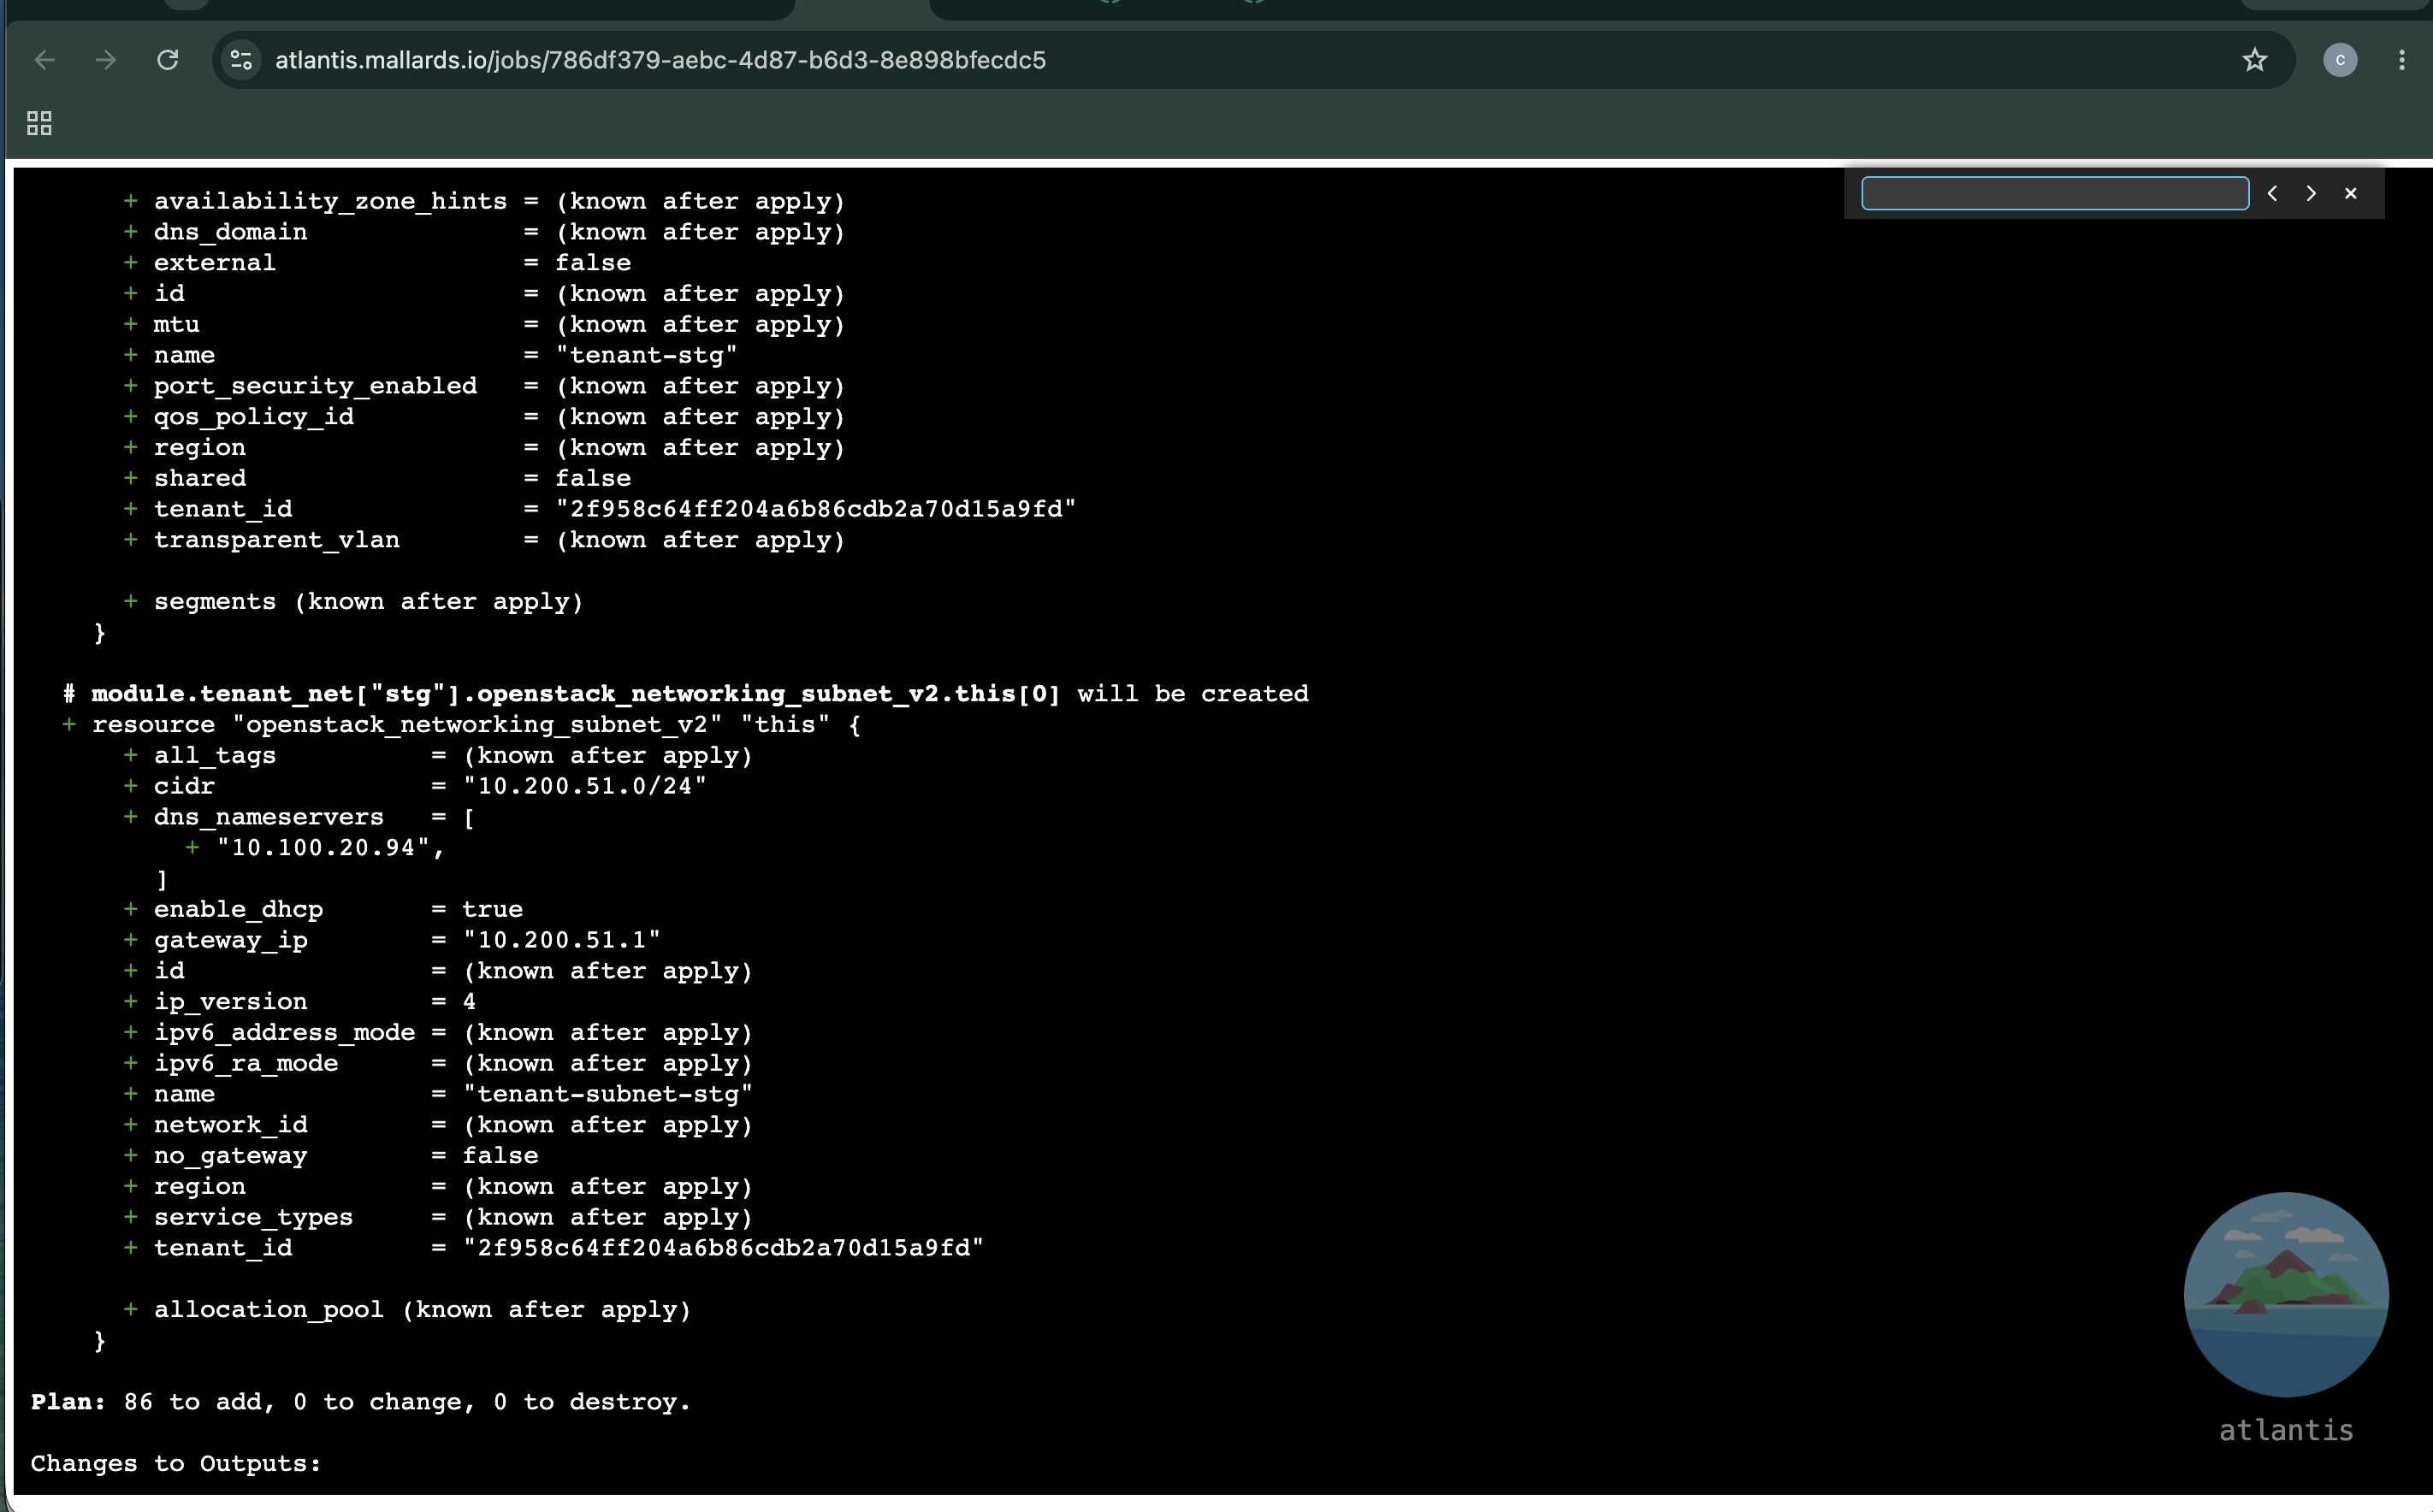 atlantis.mallards.io/jobs/786df379-aebc-4d87-b6d3-8e898bfecdc5
c
+ availability_zone_hints = (known after apply)
+ dns_domain = (known after apply)
+ external = false
+ id = (known after apply)
+ mtu = (known after apply)
+ name = "tenant-stg"
+ port_security_enabled = (known after apply)
+ qos_policy_id = (known after apply)
+ region = (known after apply)
+ shared = false
+ tenant_id = "2f958c64ff204a6b86cdb2a70d15a9fd"
+ transparent_vlan = (known after apply)
+ segments (known after apply)
}
# module.tenant_net["stg"].openstack_networking_subnet_v2.this[0] will be created
+ resource "openstack_networking_subnet_v2" "this" {
+ all_tags = (known after apply)
+ cidr = "10.200.51.0/24"
+ dns_nameservers = [
+ "10.100.20.94",
]
+ enable_dhcp = true
+ gateway_ip = "10.200.51.1"
+ id = (known after apply)
+ ip_version = 4
+ ipv6_address_mode = (known after apply)
+ ipv6_ra_mode = (known after apply)
+ name = "tenant-subnet-stg"
+ network_id = (known after apply)
+ no_gateway = false
+ region = (known after apply)
+ service_types = (known after apply)
+ tenant_id = "2f958c64ff204a6b86cdb2a70d15a9fd"
+ allocation_pool (known after apply)
}
Plan: 86 to add, 0 to change, 0 to destroy.
Changes to Outputs:
atlantis